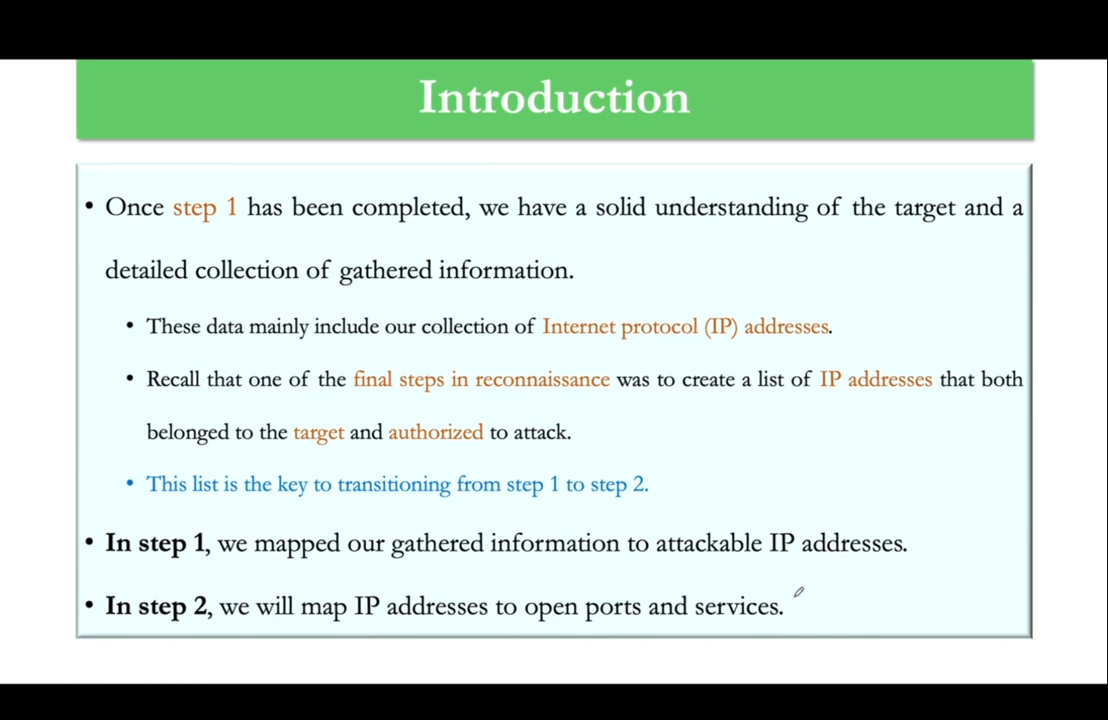 Introduction
• Once step 1 has been completed, we have a solid understanding of the target and a
detailed collection of gathered information.
• These data mainly include our collection of Internet protocol (IP) addresses.
• Recall that one of the final steps in reconnaissance was to create a list of IP addresses that both
belonged to the target and authorized to attack.
• This list is the key to transitioning from step 1 to step 2.
• In step 1, we mapped our gathered information to attackable IP addresses.
• In step 2, we will map IP addresses to open ports and services.